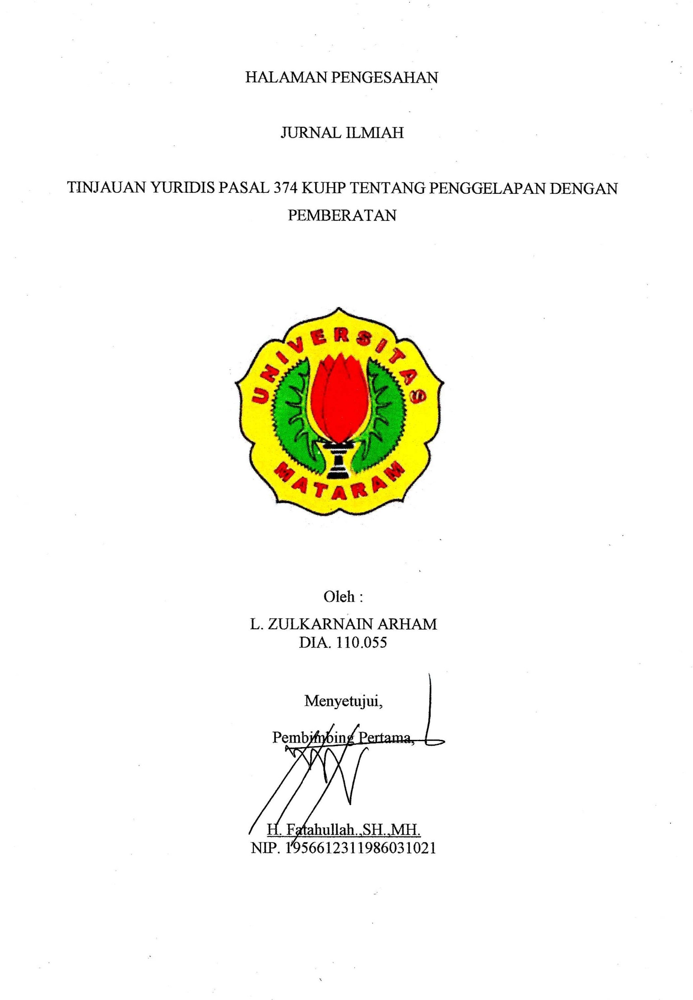 HALAMAN PENGESAHAN
JURNAL ILMIAH
TINJAUAN YURIDIS PASAL 374 KUHP TENTANG PENGGELAPAN DENGAN
PEMBERATAN
UNIVERSITAS
MATARAM
Oleh :
L. ZULKARNAIN ARHAM
DIA. 110.055
Menyetujui,
Pembimbing Pertama,
H. Fatahullah.,SH.,MH.
NIP. 1956612311986031021